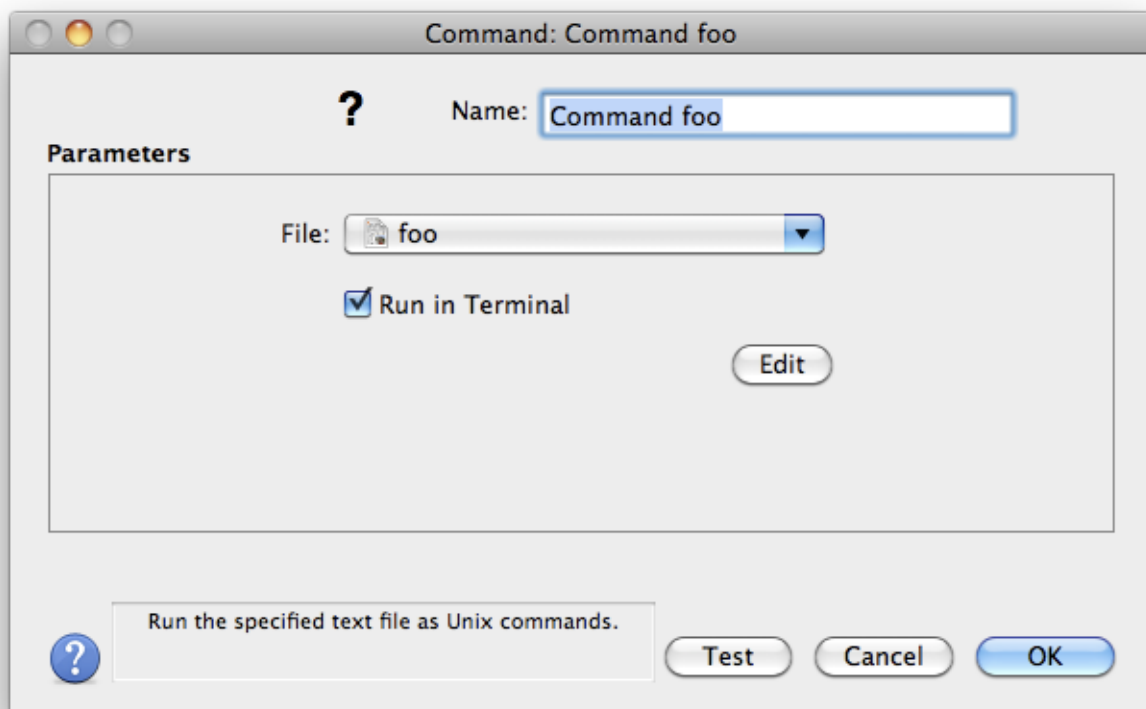 Command: Command foo
?
Name: Command foo
Parameters
File: foo
Run in Terminal
Edit
Run the specified text file as Unix commands.
?
Test Cancel OK